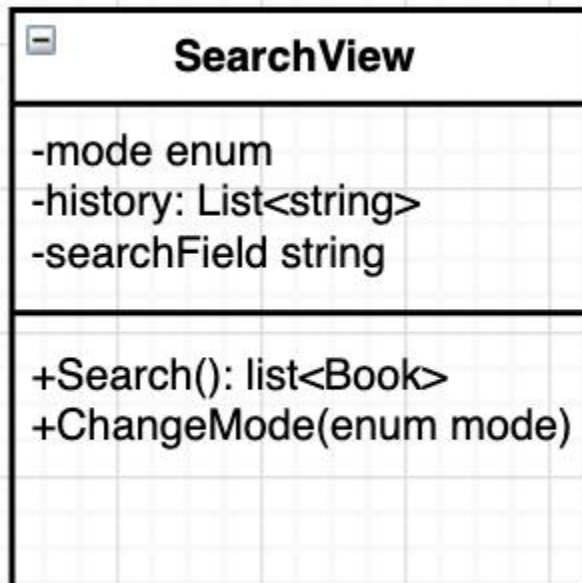 SearchView
-mode enum
-history: List<string>
-searchField string
+Search(): list<Book>
+ChangeMode(enum mode)